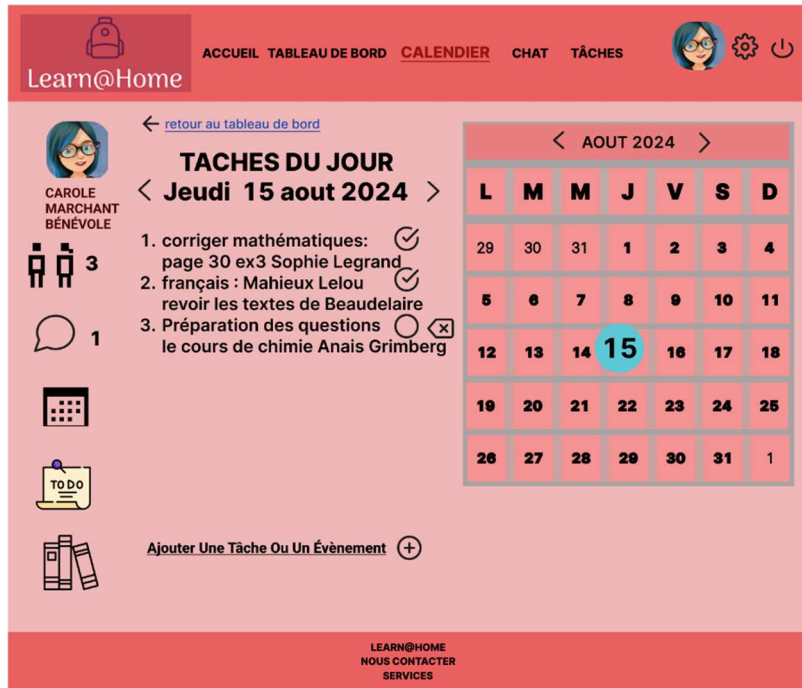 Learn@Home
ACCUEIL TABLEAU DE BORD CALENDIER CHAT TÂCHES
retour au tableau de bord
TACHES DU JOUR
Jeudi 15 aout 2024
CAROLE
MARCHANT
BÉNÉVOLE
3
1
TO DO
1. corriger mathématiques:
page 30 ex3 Sophie Legrand
2. français : Mahieux Lelou
revoir les textes de Beaudelaire
3. Préparation des questions
le cours de chimie Anais Grimberg
Ajouter Une Tâche Ou Un Évènement
AOUT 2024
L M M J V S D
29 30 31 1 2 3 4
5 6 7 8 9 10 11
12 13 14 15 16 17 18
19 20 21 22 23 24 25
26 27 28 29 30 31 1
LEARN@HOME
NOUS CONTACTER
SERVICES